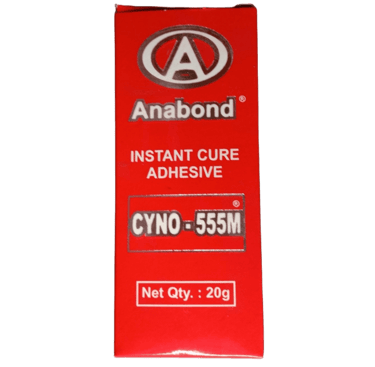 A
Anabond®
INSTANT CURE
ADHESIVE
®
CYNO - 555M
Net Qty. : 20g